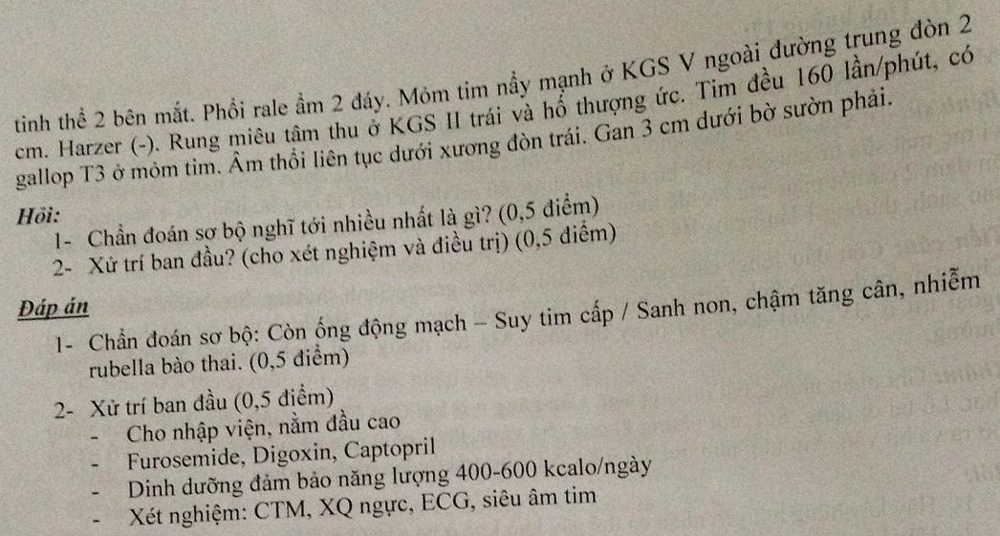 tinh thể 2 bên mắt. Phổi rale ẩm 2 đáy. Mỏm tim nẩy mạnh ở KGS V ngoài đường trung đòn 2
cm. Harzer (-). Rung miêu tâm thu ở KGS II trái và hố thượng ức. Tim đều 160 lần/phút, có
gallop T3 ở mỏm tim. Âm thổi liên tục dưới xương đòn trái. Gan 3 cm dưới bờ sườn phải.
Hỏi:
1- Chẩn đoán sơ bộ nghĩ tới nhiều nhất là gì? (0,5 điểm)
2- Xử trí ban đầu? (cho xét nghiệm và điều trị) (0,5 điểm)
Đáp án
1- Chẩn đoán sơ bộ: Còn ống động mạch – Suy tim cấp / Sanh non, chậm tăng cân, nhiễm
rubella bào thai. (0,5 điểm)
2- Xử trí ban đầu (0,5 điểm)
- Cho nhập viện, nằm đầu cao
- Furosemide, Digoxin, Captopril
- Dinh dưỡng đảm bảo năng lượng 400-600 kcalo/ngày
- Xét nghiệm: CTM, XQ ngực, ECG, siêu âm tim